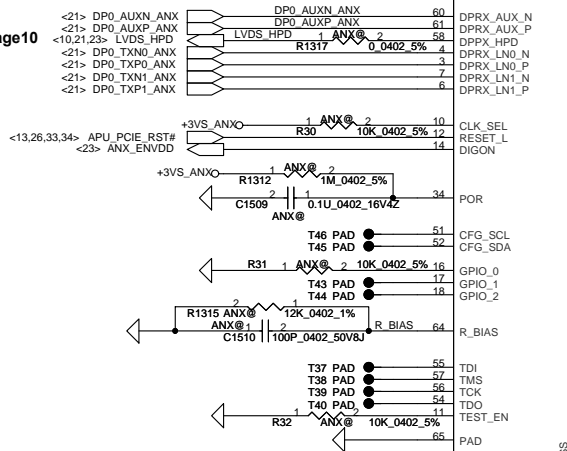 <21> DP0_AUXN_ANX DP0_AUXN_ANX 60 DPRX_AUX_N
<21> DP0_AUXP_ANX DP0_AUXP_ANX 61 DPRX_AUX_P
age10 <10,21,23> LVDS_HPD LVDS_HPD 1 ANX@ 2 58 DPPX_HPD
<21> DP0_TXN0_ANX R1317 0_0402_5% 4 DPRX_LN0_N
<21> DP0_TXP0_ANX 3 DPRX_LN0_P
<21> DP0_TXN1_ANX 7 DPRX_LN1_N
<21> DP0_TXP1_ANX 6 DPRX_LN1_P
+3VS_ANX 1 ANX@ 2 10 CLK_SEL
<13,26,33,34> APU_PCIE_RST# R30 10K_0402_5% 12 RESET_L
<23> ANX_ENVDD 14 DIGON
+3VS_ANX 1 ANX@ 2
R1312 1M_0402_5%
2 1 34 POR
C1509 0.1U_0402_16V4Z
ANX@
T46 PAD 51 CFG_SCL
T45 PAD 52 CFG_SDA
R31 1 ANX@ 2 10K_0402_5% 16 GPIO_0
T43 PAD 17 GPIO_1
T44 PAD 18 GPIO_2
2 1
R1315 ANX@ 12K_0402_1%
ANX@ 1 2 R_BIAS 64 R_BIAS
C1510 100P_0402_50V8J
T37 PAD 55 TDI
T38 PAD 57 TMS
T39 PAD 56 TCK
T40 PAD 54 TDO
1 2 11 TEST_EN
R32 ANX@ 10K_0402_5%
65 PAD